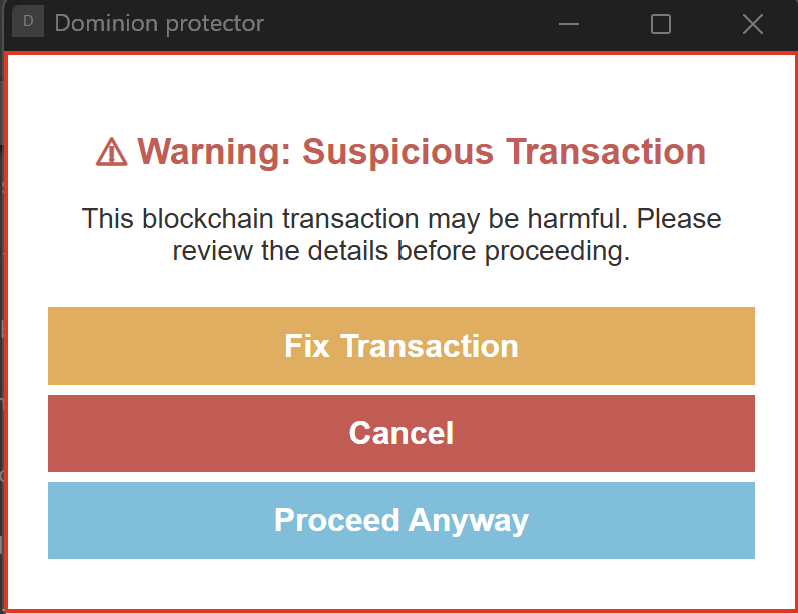 D Dominion protector
⚠ Warning: Suspicious Transaction
This blockchain transaction may be harmful. Please
review the details before proceeding.
Fix Transaction
Cancel
Proceed Anyway